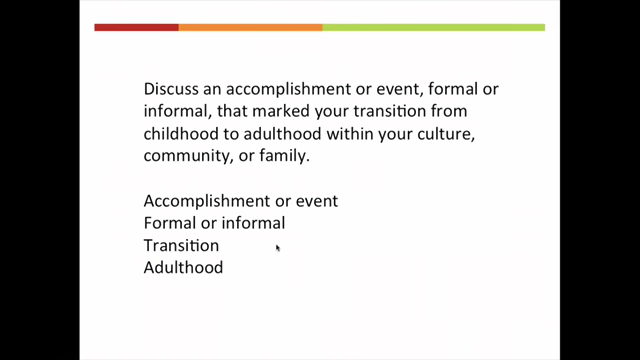 Discuss an accomplishment or event, formal or
informal, that marked your transition from
childhood to adulthood within your culture,
community, or family.
Accomplishment or event
Formal or informal
Transition
Adulthood